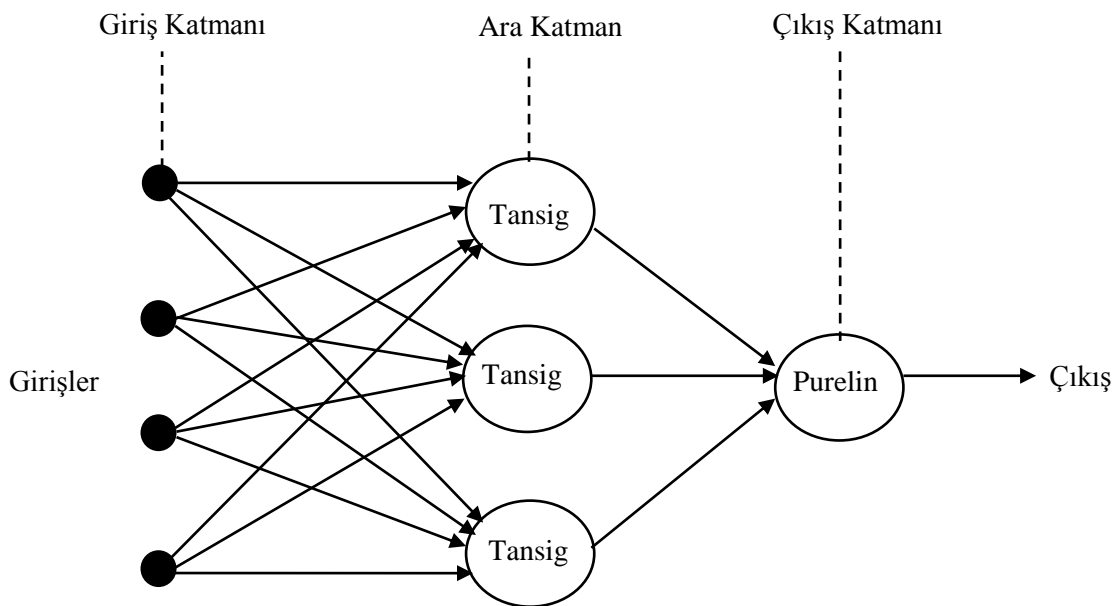 Giriş Katmanı
Ara Katman
Çıkış Katmanı
Tansig
Girişler
Tansig
Purelin
Çıkış
Tansig